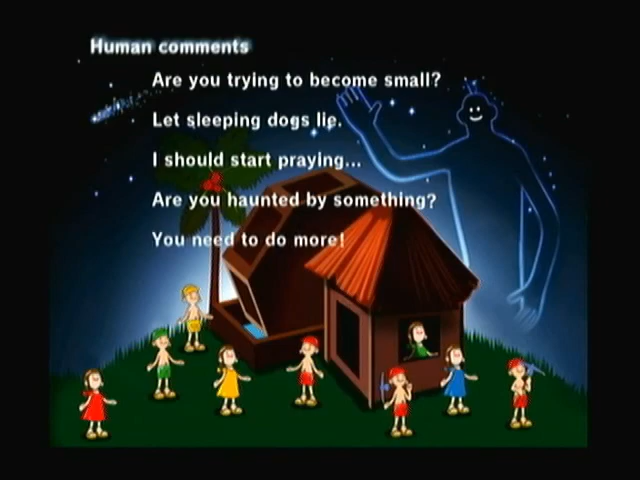 Human comments
Are you trying to become small?
Let sleeping dogs lie.
I should start praying...
Are you haunted by something?
You need to do more!